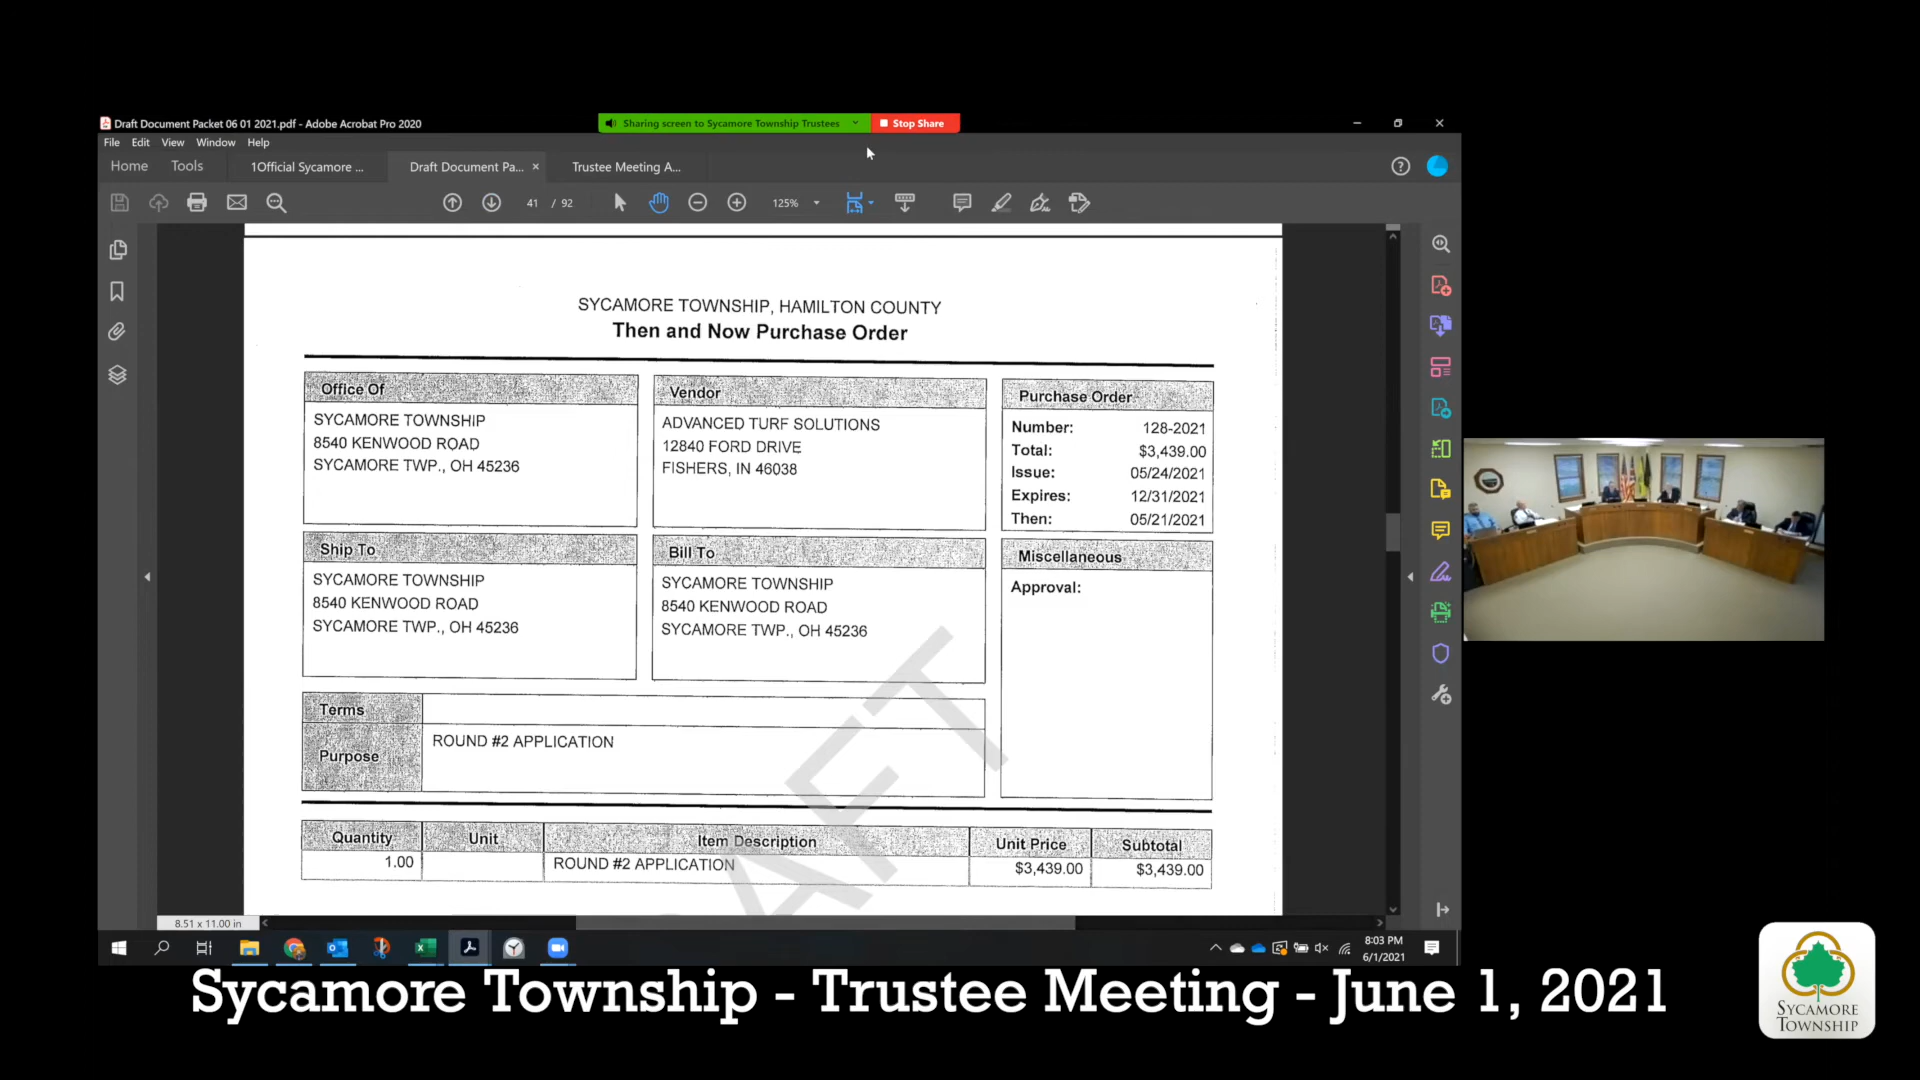 Draft Document Packet 06 01 2021.pdf - Adobe Acrobat Pro 2020
Sharing screen to Sycamore Township Trustees
Stop Share
File Edit View Window Help
Home Tools 1Official Sycamore ... Draft Document Pa... Trustee Meeting A...
41 / 92
125%
SYCAMORE TOWNSHIP, HAMILTON COUNTY
Then and Now Purchase Order
Office Of
SYCAMORE TOWNSHIP
8540 KENWOOD ROAD
SYCAMORE TWP., OH 45236
Vendor
ADVANCED TURF SOLUTIONS
12840 FORD DRIVE
FISHERS, IN 46038
Purchase Order
Number: 128-2021
Total: $3,439.00
Issue: 05/24/2021
Expires: 12/31/2021
Then: 05/21/2021
Ship To
SYCAMORE TOWNSHIP
8540 KENWOOD ROAD
SYCAMORE TWP., OH 45236
Bill To
SYCAMORE TOWNSHIP
8540 KENWOOD ROAD
SYCAMORE TWP., OH 45236
Miscellaneous
Approval:
Terms
Purpose
ROUND #2 APPLICATION
Quantity Unit Item Description Unit Price Subtotal
1.00 ROUND #2 APPLICATION $3,439.00 $3,439.00
AFT
8.51 x 11.00 in
8:03 PM
6/1/2021
Sycamore Township - Trustee Meeting - June 1, 2021
SYCAMORE
TOWNSHIP